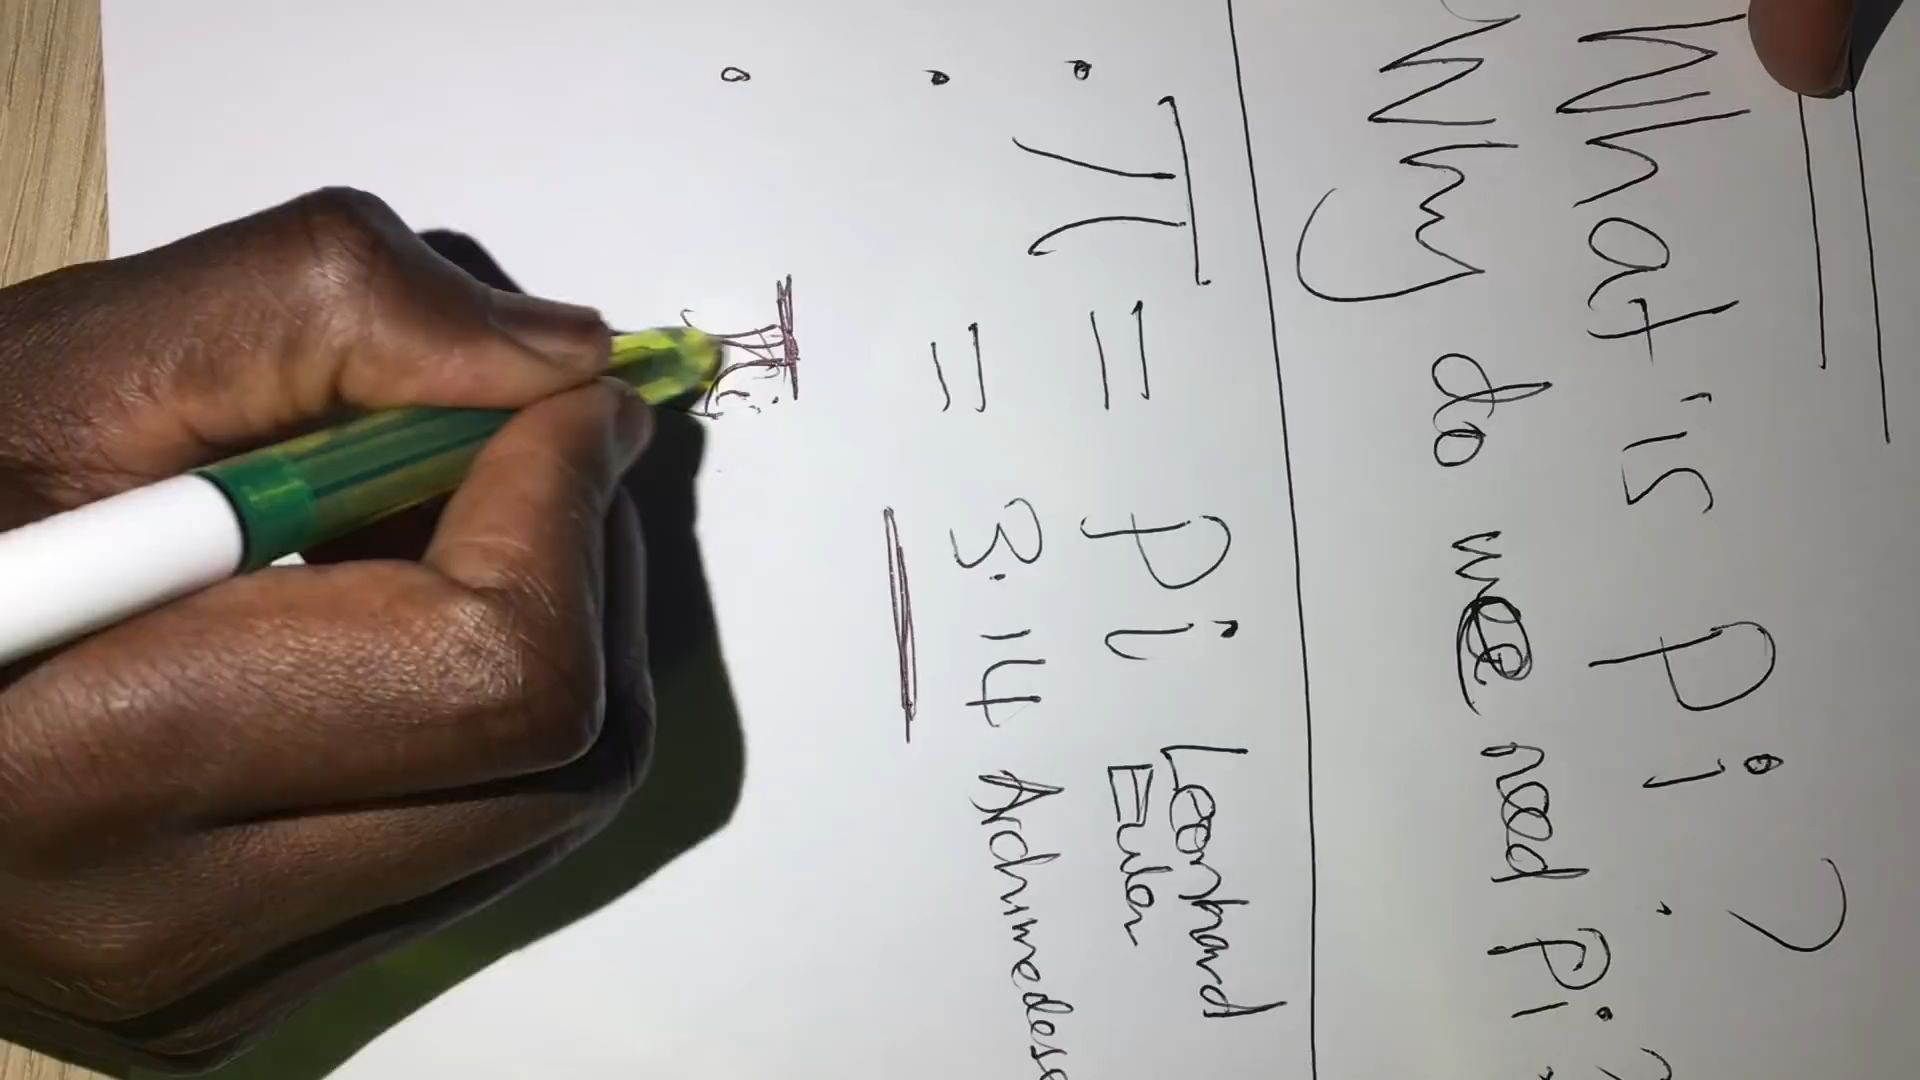 What is Pi?
Why do we need Pi?
π = Pi Leonhard
Euler
= 3.14 Archimedes
π